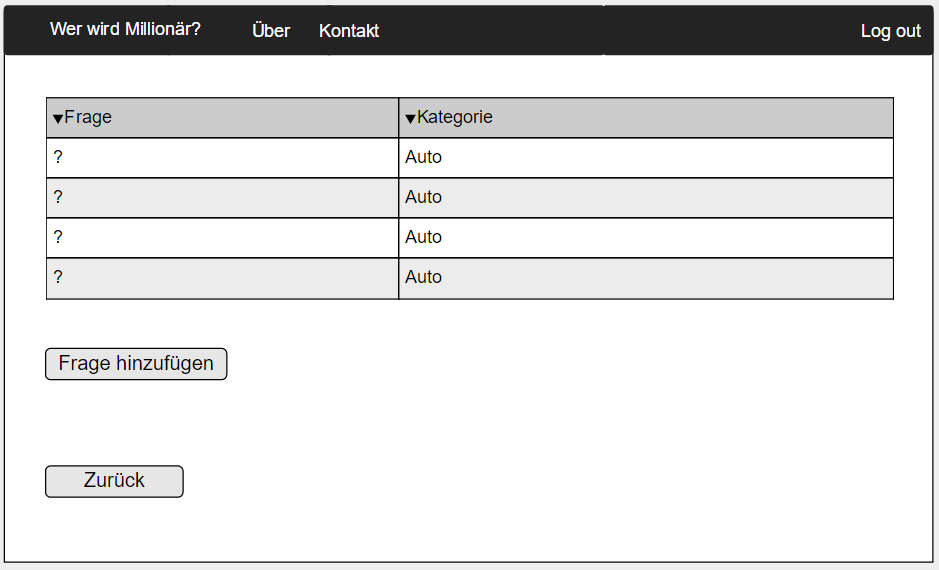 Wer wird Millionär? Über Kontakt Log out
▼Frage ▼Kategorie
? Auto
? Auto
? Auto
? Auto
Frage hinzufügen
Zurück